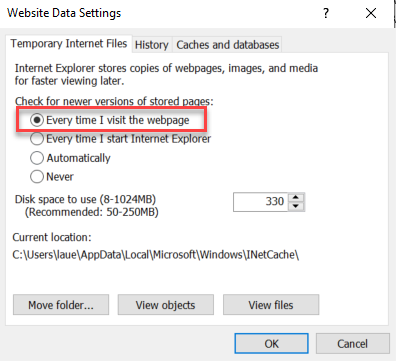 Website Data Settings
Temporary Internet Files
History
Caches and databases
Internet Explorer stores copies of webpages, images, and media
for faster viewing later.
Check for newer versions of stored pages:
Every time I visit the webpage
Every time I start Internet Explorer
Automatically
Never
Disk space to use (8-1024MB)
(Recommended: 50-250MB)
330
Current location:
C:\Users\laue\AppData\Local\Microsoft\Windows\INetCache\
Move folder...
View objects
View files
OK
Cancel